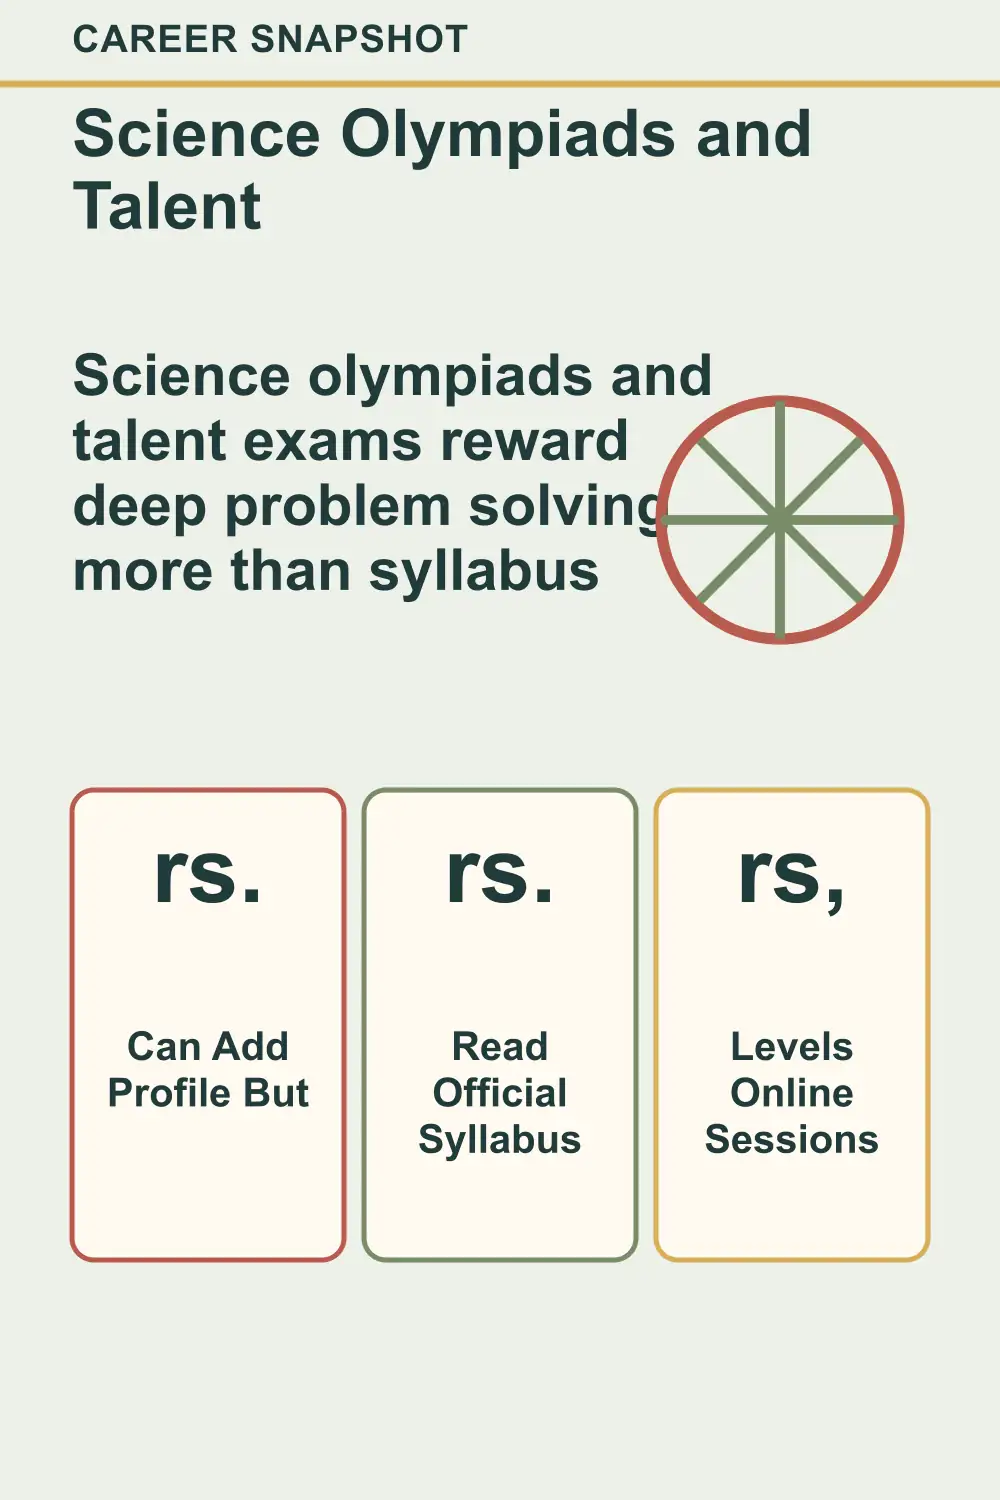 CAREER SNAPSHOT
Science Olympiads and
Talent
Science olympiads and
talent exams reward
deep problem solving
more than syllabus
rs.
Can Add
Profile But
rs.
Read
Official
Syllabus
rs,
Levels
Online
Sessions